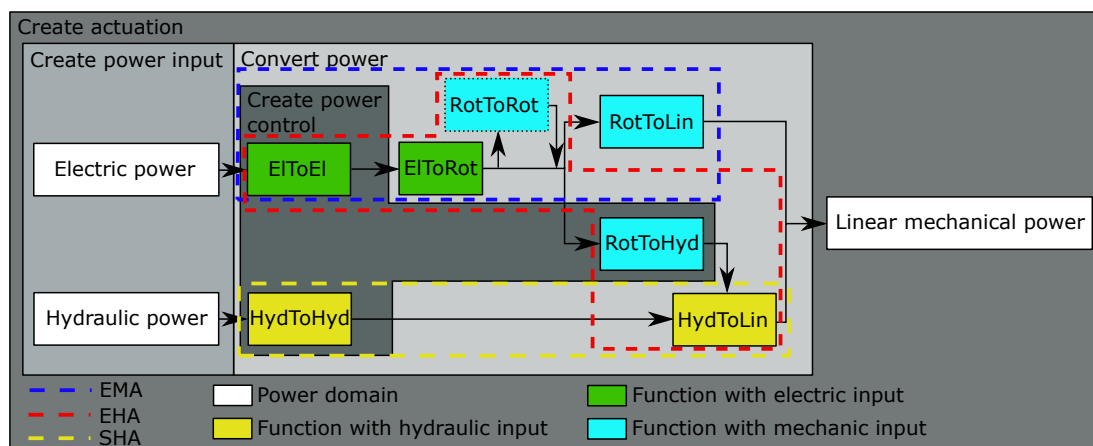 Create actuation
Create power input
Convert power
Create power
control
RotToRot
RotToLin
Electric power
ElToEl
ElToRot
Linear mechanical power
RotToHyd
Hydraulic power
HydToHyd
HydToLin
EMA
Power domain
Function with electric input
EHA
Function with hydraulic input
Function with mechanic input
SHA